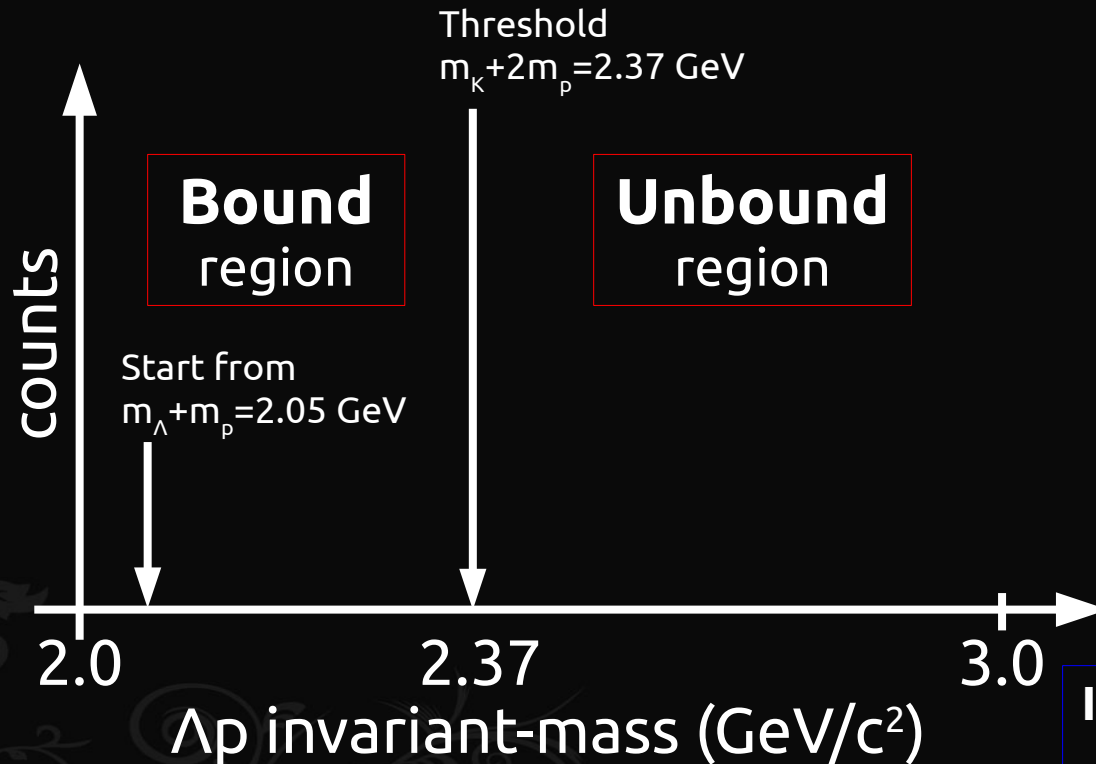 Threshold
mK+2mp=2.37 GeV
Bound
region
Unbound
region
counts
Start from
mΛ+mp=2.05 GeV
2.0
2.37
3.0
Λp invariant-mass (GeV/c²)